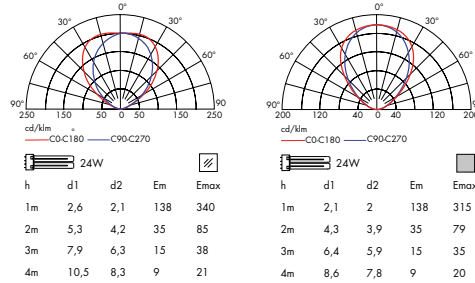 0°
30° 30°
60° 60°
90° 90°
250 150 50 0 50 150 250
cd/klm °
C0-C180 C90-C270
24W
h d1 d2 Em Emax
1m 2,6 2,1 138 340
2m 5,3 4,2 35 85
3m 7,9 6,3 15 38
4m 10,5 8,3 9 21
0°
30° 30°
60° 60°
90° 90
200 120 40 0 40 120 200
cd/klm
C0-C180 C90-C270
24W
h d1 d2 Em Emax
1m 2,1 2 138 315
2m 4,3 3,9 35 79
3m 6,4 5,9 15 35
4m 8,6 7,8 9 20